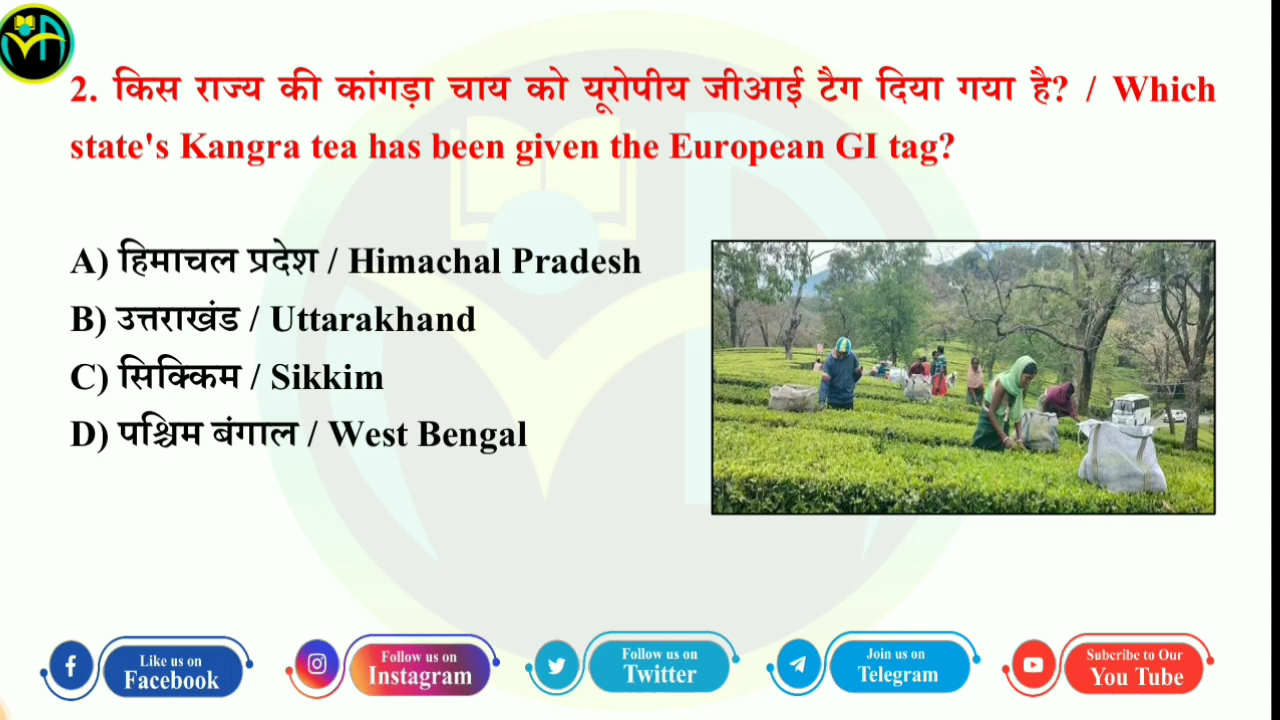 2. किस राज्य की कांगड़ा चाय को यूरोपीय जीआई टैग दिया गया है? / Which
state's Kangra tea has been given the European GI tag?
A) हिमाचल प्रदेश / Himachal Pradesh
B) उत्तराखंड / Uttarakhand
C) सिक्किम / Sikkim
D) पश्चिम बंगाल / West Bengal
Like us on
Facebook
Follow us on
Instagram
Follow us on
Twitter
Join us on
Telegram
Subcribe to Our
You Tube